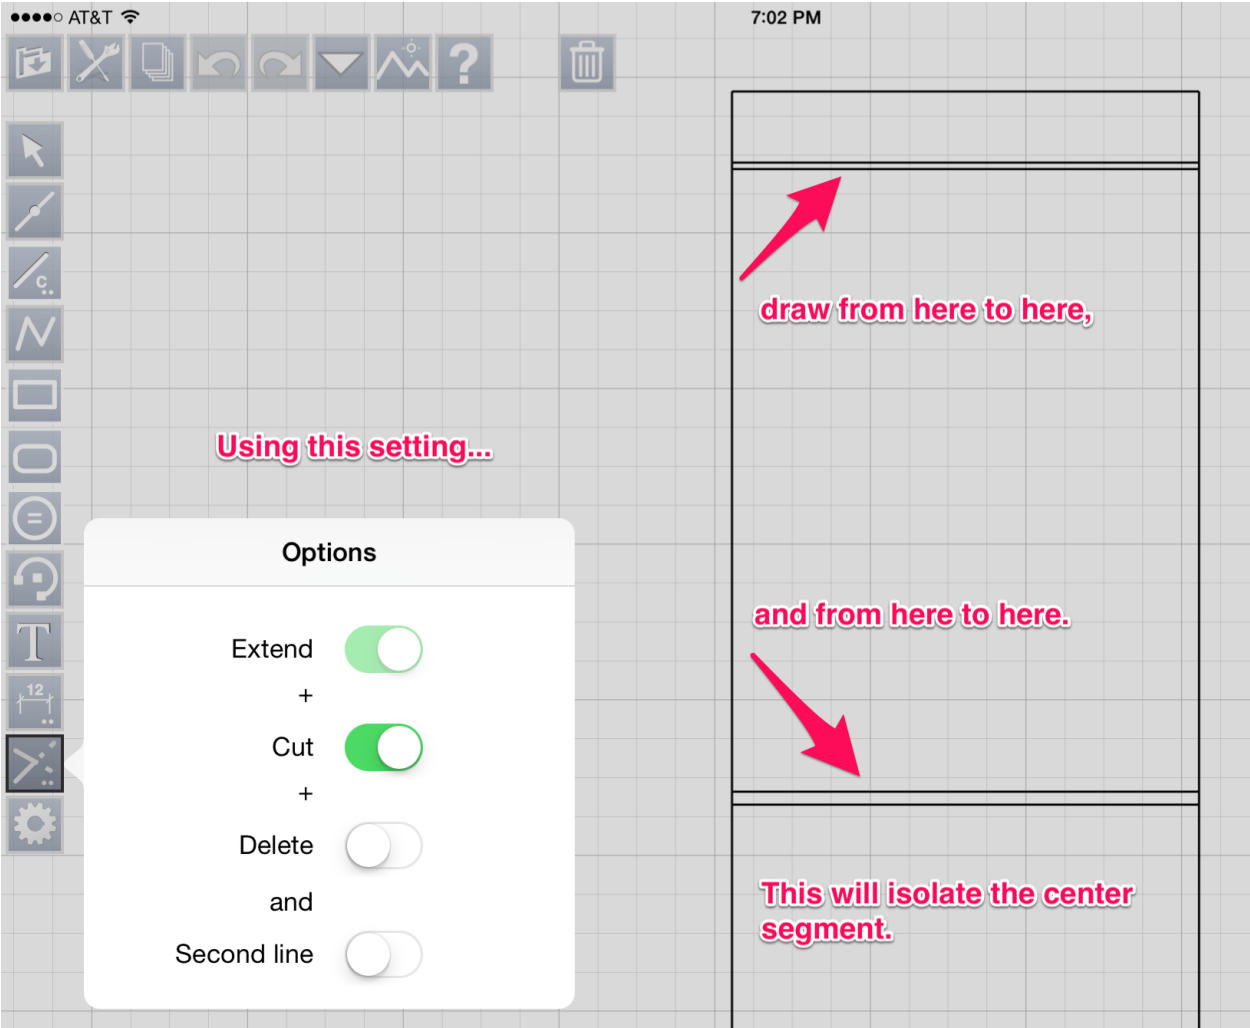 AT&T 7:02 PM
?
C
draw from here to here,
Using this setting...
Options
and from here to here.
Extend
T
+
12
Cut
+
Delete
This will isolate the center
segment.
and
Second line